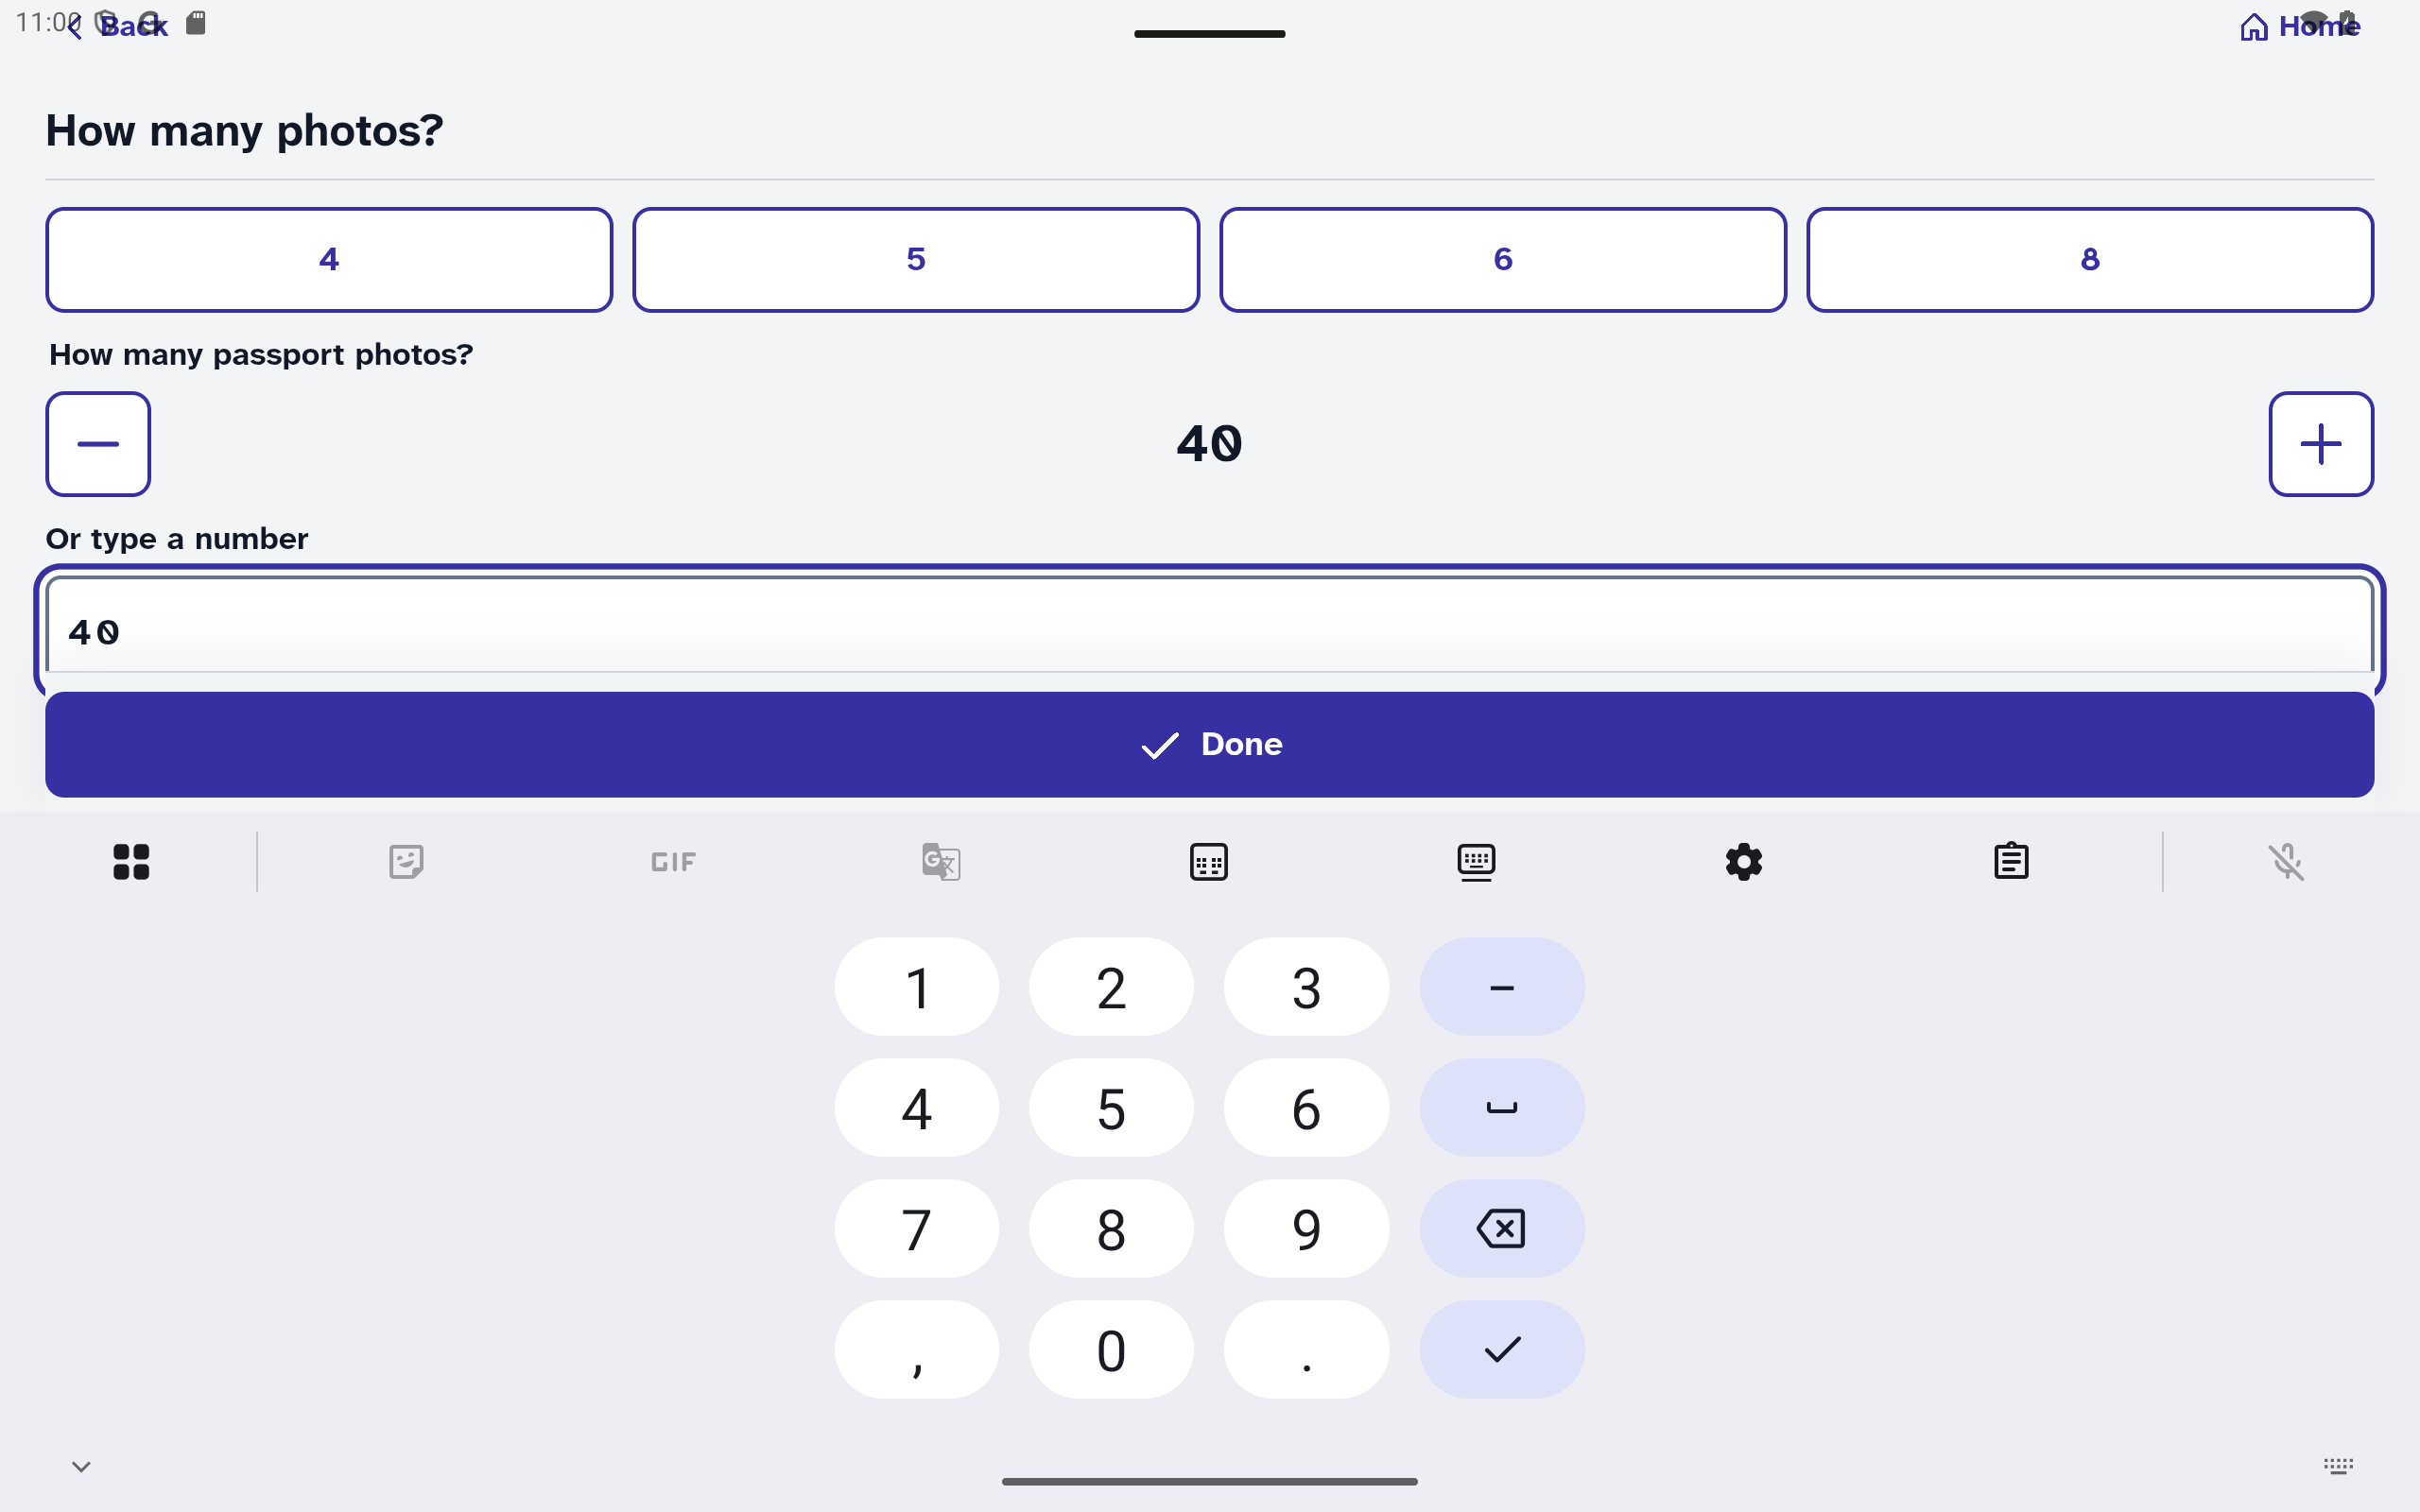 11:00 Back Home
How many photos?
4 5 6 8
How many passport photos?
40
Or type a number
40
Done
GIF G
1 2 3 –
4 5 6
7 8 9
, 0 .